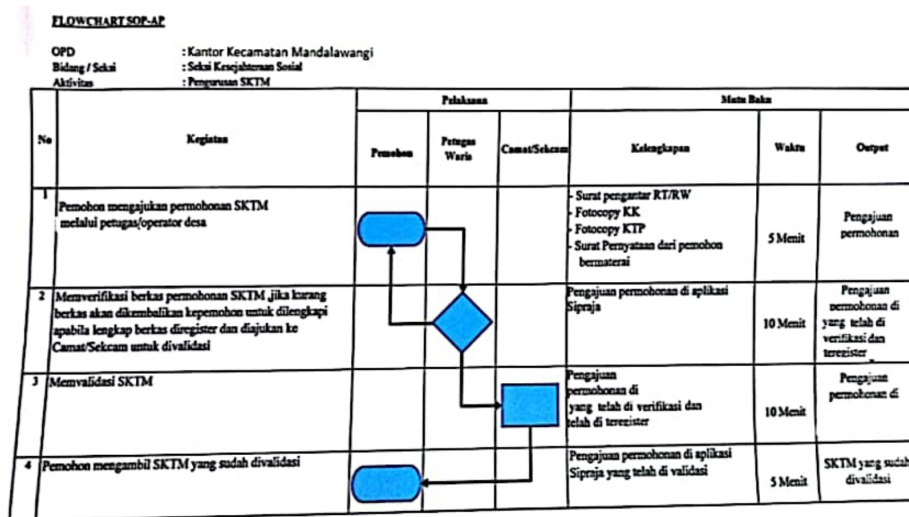 FLOWCHART SOP-AP
OPD : Kantor Kecamatan Mandalawangi
Bidang / Seksi : Seksi Kesejahteraan Sosial
Aktivitas : Pengurusan SKTM
Pelaksana Mutu Baku
No Kegiatan Pemohon Petugas Waris Camat/Sekcam Kelengkapan Waktu Output
1 Pemohon mengajukan permohonan SKTM
melalui petugas/operator desa
- Surat pengantar RT/RW
- Fotocopy KK
- Fotocopy KTP
- Surat Pernyataan dari pemohon
bermaterai
5 Menit
Pengajuan
permohonan
2 Memverifikasi berkas permohonan SKTM ,jika kurang
berkas akan dikembalikan kepemohon untuk dilengkapi
apabila lengkap berkas diregister dan diajukan ke
Camat/Sekcam untuk divalidasi
Pengajuan permohonan di aplikasi
Sipraja
10 Menit
Pengajuan
permohonan di
yang telah di
verifikasi dan
teregister
3 Memvalidasi SKTM
Pengajuan
permohonan di
yang telah di verifikasi dan
telah di teregister
10 Menit
Pengajuan
permohonan di
4 Pemohon mengambil SKTM yang sudah divalidasi
Pengajuan permohonan di aplikasi
Sipraja yang telah di validasi
5 Menit
SKTM yang sudah
divalidasi